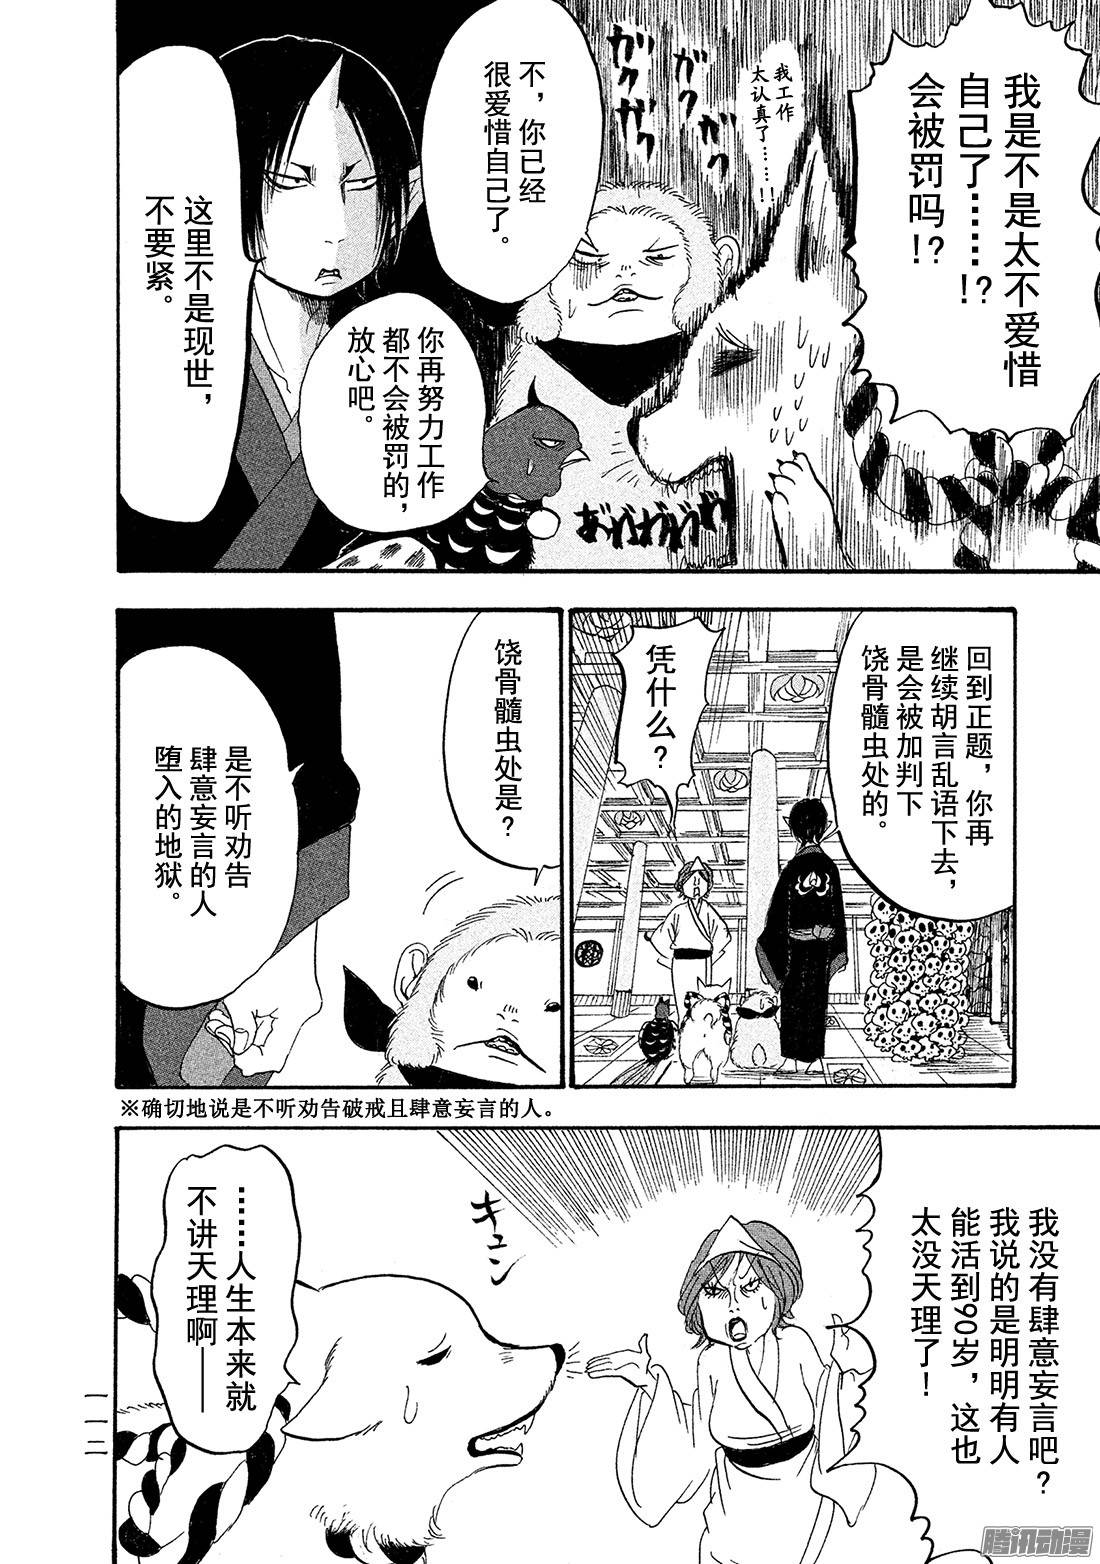 我是不是太不爱惜
自己了……!?
会被罚吗!?
我工作
太认真了……!!
ガクガク
ガクガク
不，你已经
很爱惜自己了。
你再努力工作
都不会被罚的，
放心吧。
这里不是现世，
不要紧。
回到正题，你再
继续胡言乱语下去，
是会被加判下
饶骨髓虫处的。
凭什么？
饶骨髓虫处是？
是不听劝告
肆意妄言的人
堕入的地狱。
※确切地说是不听劝告破戒且肆意妄言的人。
我没有肆意妄言吧？
我说的是明明有人
能活到90岁，这也
太没天理了！
キュン
……人生本来就
不讲天理啊——
一一二
腾讯动漫